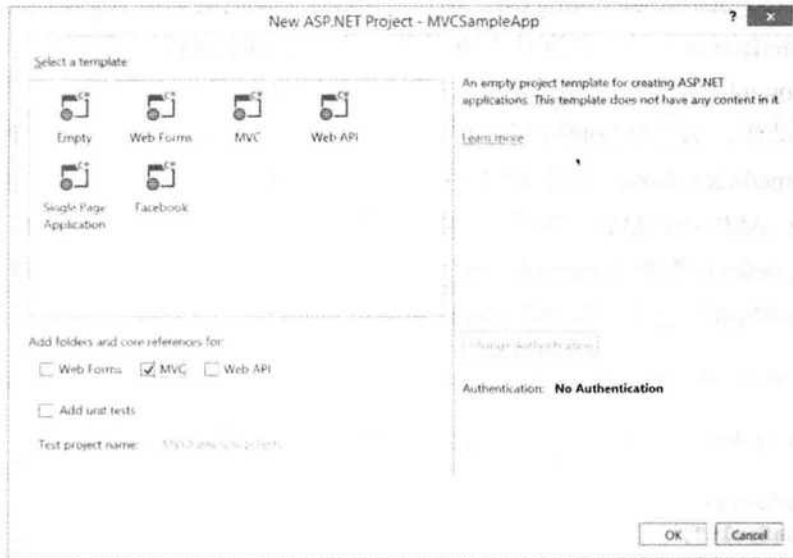 New ASP.NET Project - MVCSampleApp
? ×
Select a template:
Empty
Web Forms
MVC
Web API
Single Page
Application
Facebook
An empty project template for creating ASP.NET
applications. This template does not have any content in it.
Learn more
Add folders and core references for:
Web Forms
MVC
Web API
Add unit tests
Test project name:
Change Authentication
Authentication: No Authentication
OK
Cancel